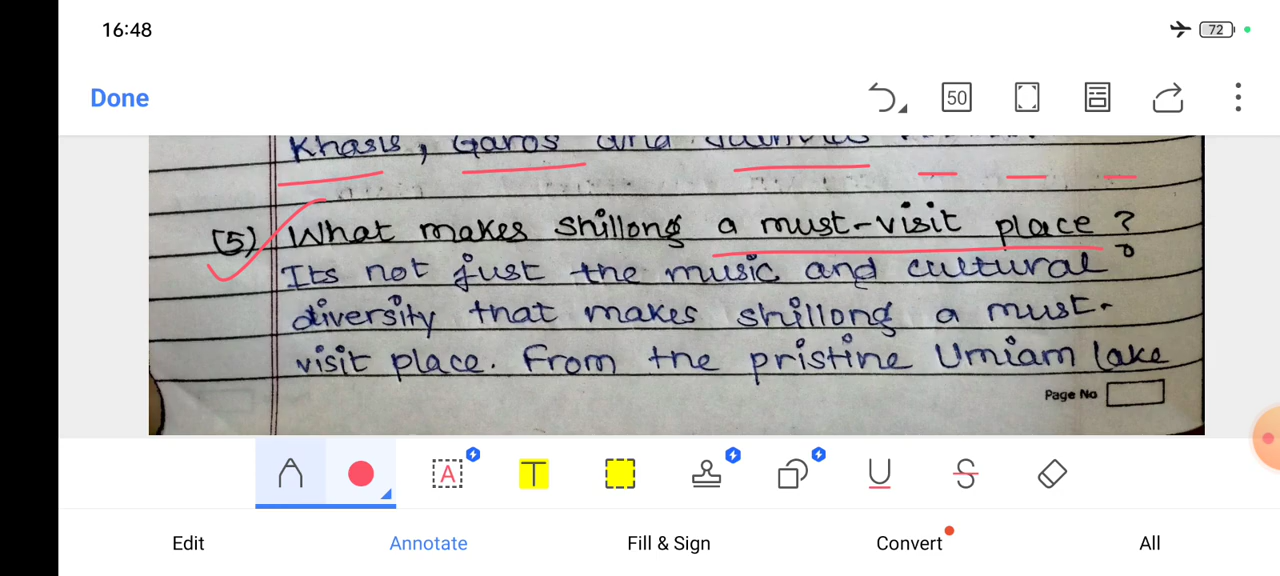 16:48
72
Done
50
Khasis, Garos and
(5) What makes shillong a must-visit place?
Its not just the music and cultural
diversity that makes shillong a must-
visit place. From the pristine Umiam lake
Page No
A T U S
Edit Annotate Fill & Sign Convert All